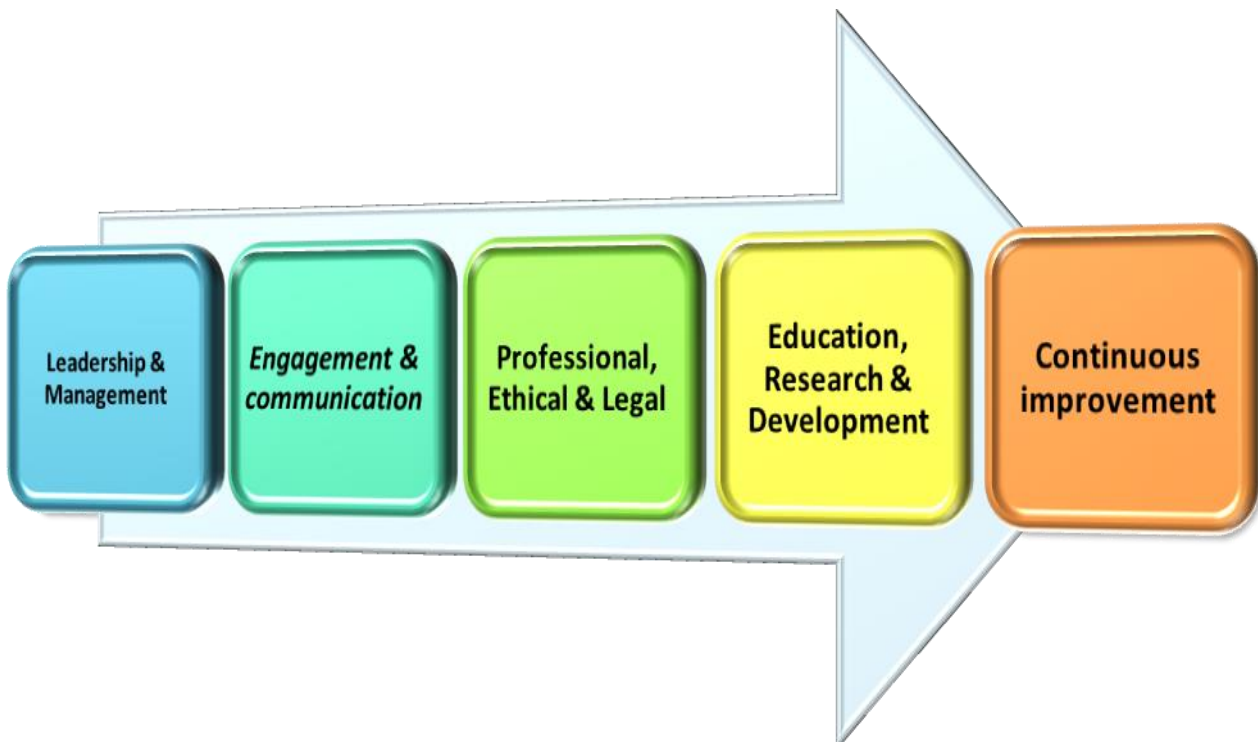 Leadership &
Management
Engagement &
communication
Professional,
Ethical & Legal
Education,
Research &
Development
Continuous
improvement